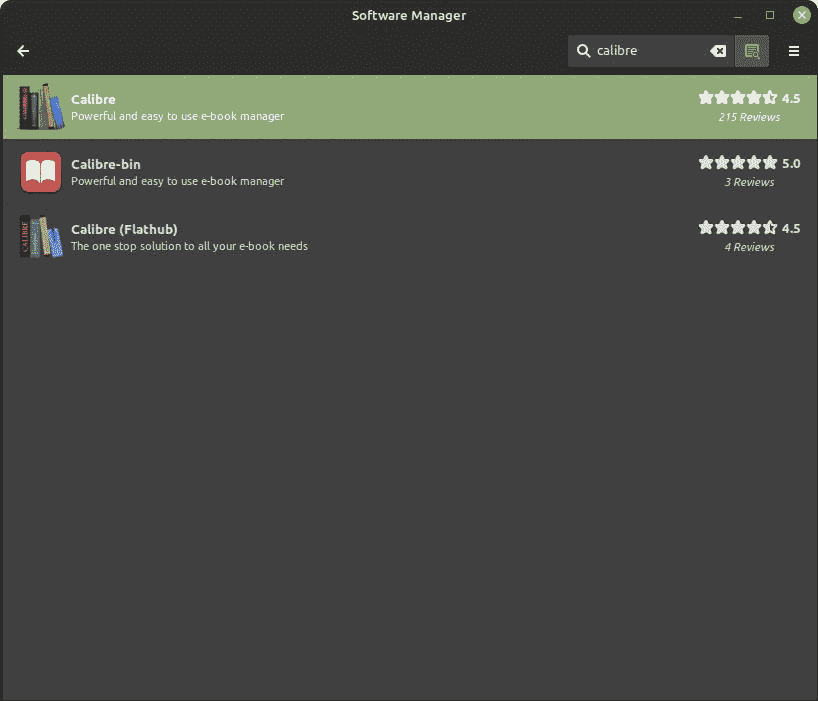 Software Manager
calibre
Calibre
Powerful and easy to use e-book manager
4.5
215 Reviews
Calibre-bin
Powerful and easy to use e-book manager
5.0
3 Reviews
CALIBRE
Calibre (Flathub)
The one stop solution to all your e-book needs
4.5
4 Reviews